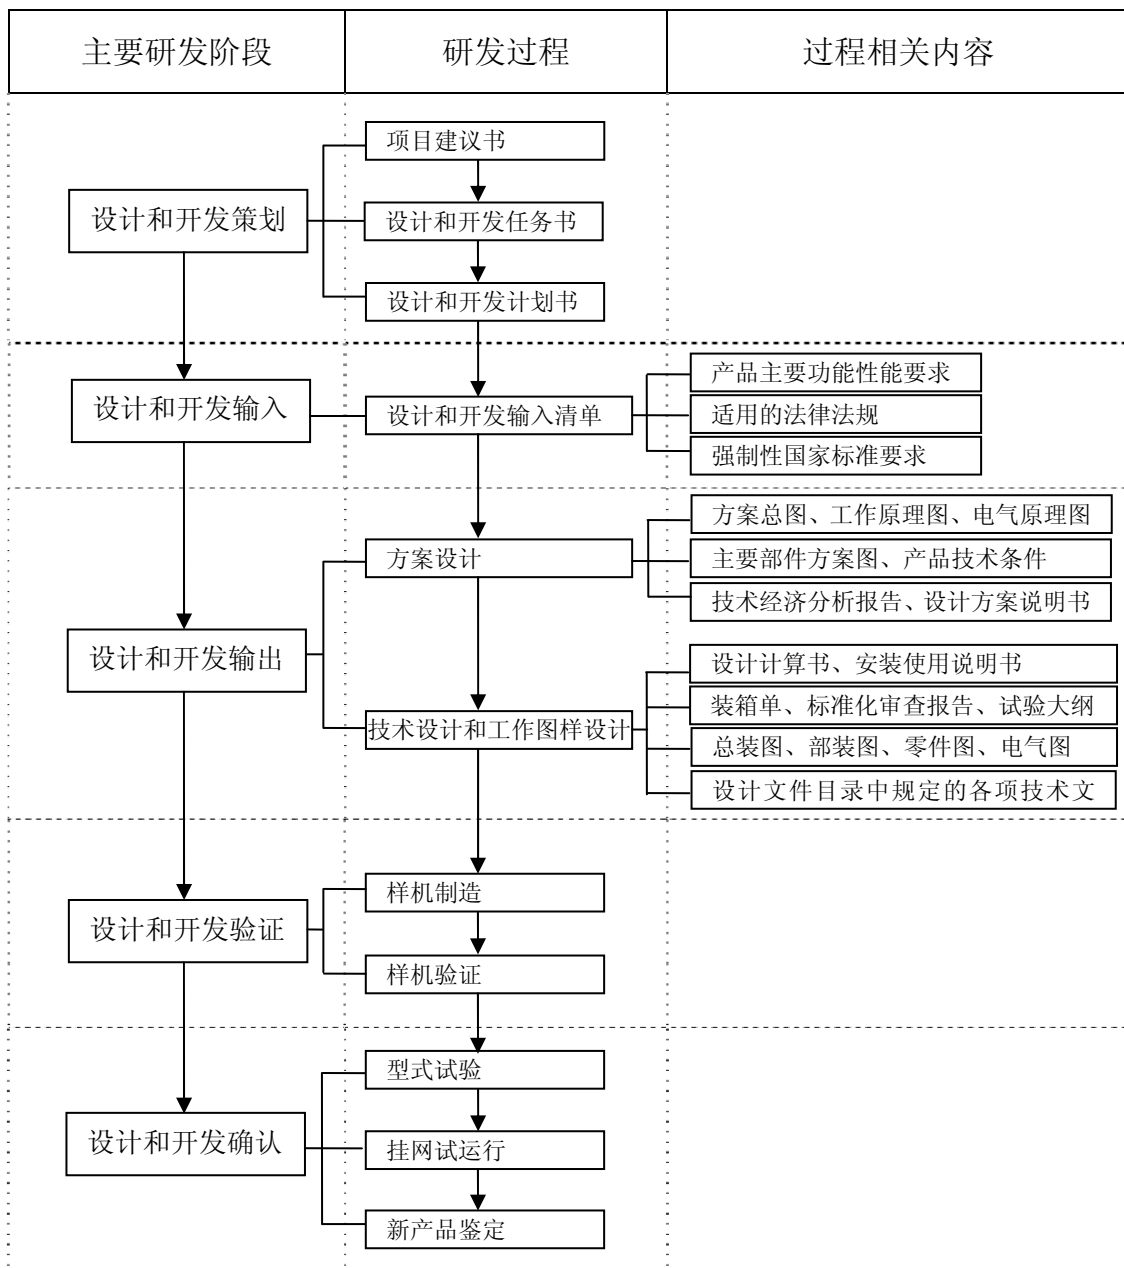 主要研发阶段
研发过程
过程相关内容
项目建议书
设计和开发策划
设计和开发任务书
设计和开发计划书
设计和开发输入
设计和开发输入清单
产品主要功能性能要求
适用的法律法规
强制性国家标准要求
方案设计
方案总图、工作原理图、电气原理图
主要部件方案图、产品技术条件
技术经济分析报告、设计方案说明书
设计和开发输出
技术设计和工作图样设计
设计计算书、安装使用说明书
装箱单、标准化审查报告、试验大纲
总装图、部装图、零件图、电气图
设计文件目录中规定的各项技术文
设计和开发验证
样机制造
样机验证
设计和开发确认
型式试验
挂网试运行
新产品鉴定